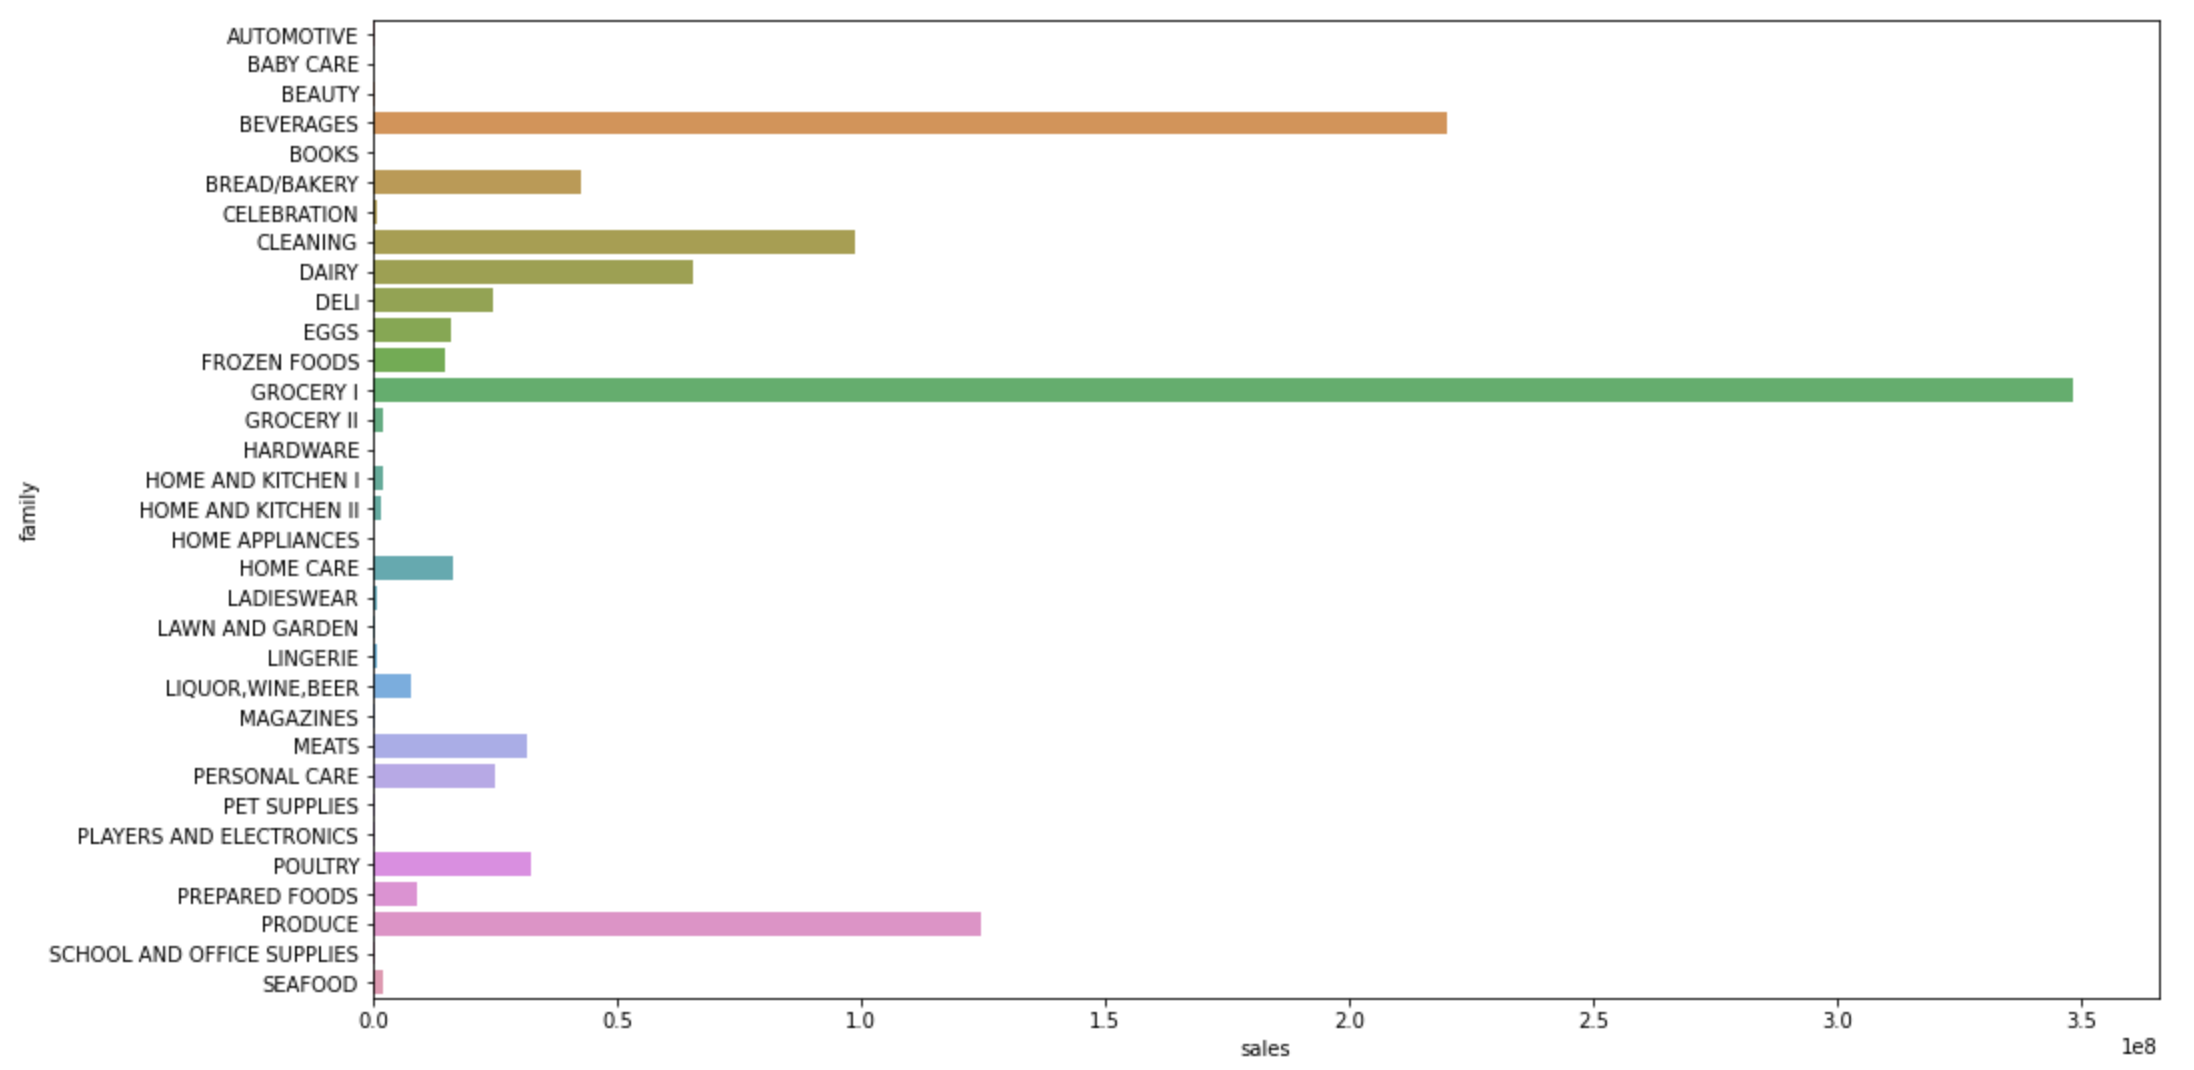 AUTOMOTIVE
BABY CARE
BEAUTY
BEVERAGES
BOOKS
BREAD/BAKERY
CELEBRATION
CLEANING
DAIRY
DELI
EGGS
FROZEN FOODS
GROCERY I
GROCERY II
HARDWARE
HOME AND KITCHEN I
HOME AND KITCHEN II
HOME APPLIANCES
HOME CARE
LADIESWEAR
LAWN AND GARDEN
LINGERIE
LIQUOR,WINE,BEER
MAGAZINES
MEATS
PERSONAL CARE
PET SUPPLIES
PLAYERS AND ELECTRONICS
POULTRY
PREPARED FOODS
PRODUCE
SCHOOL AND OFFICE SUPPLIES
SEAFOOD
family
0.0 0.5 1.0 1.5 2.0 2.5 3.0 3.5
sales
1e8